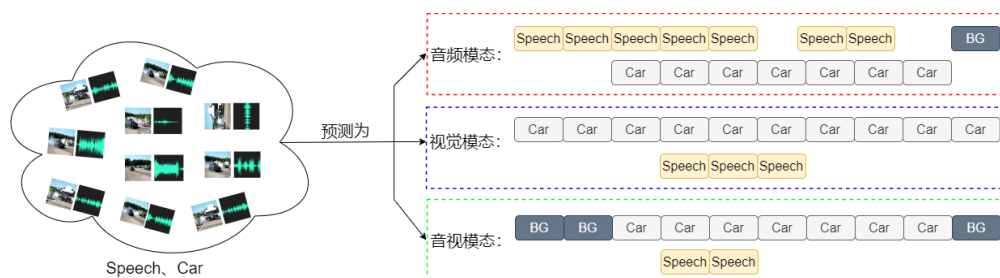 Speech Speech Speech Speech Speech Speech Speech BG
音频模态：
Car Car Car Car Car Car Car
预测为
Car Car Car Car Car Car Car Car Car Car
视觉模态：
Speech Speech Speech
BG BG Car Car Car Car Car Car Car BG
音视模态：
Speech Speech
Speech、Car